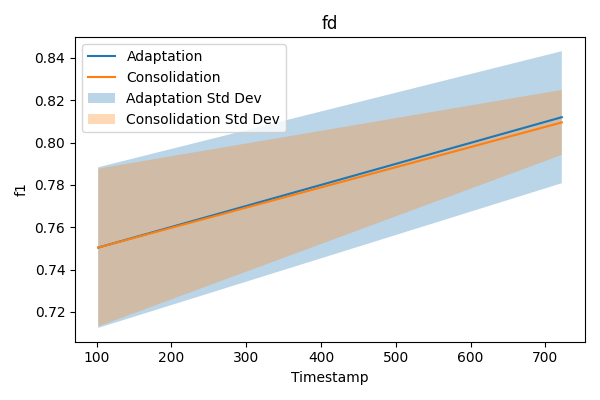 fd
Adaptation
Consolidation
Adaptation Std Dev
Consolidation Std Dev
0.84
0.82
0.80
0.78
0.76
0.74
0.72
f1
100 200 300 400 500 600 700
Timestamp